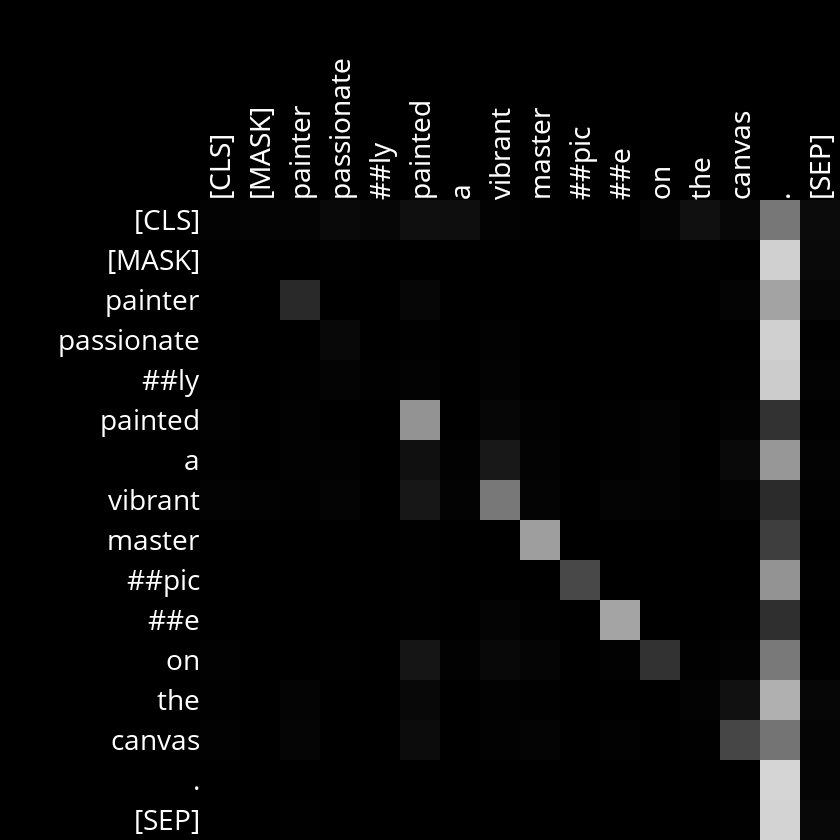 [CLS] [MASK] painter passionate ##ly painted a vibrant master ##pic ##e on the canvas . [SEP]
[CLS]
[MASK]
painter
passionate
##ly
painted
a
vibrant
master
##pic
##e
on
the
canvas
.
[SEP]